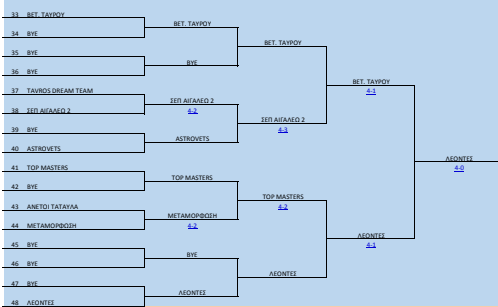 33 ΒΕΤ. ΤΑΥΡΟΥ
34 BYE
35 BYE
36 BYE
37 TAVROS DREAM TEAM
38 ΣΕΠ ΑΙΓΑΛΕΩ 2
39 BYE
40 ASTROVETS
41 TOP MASTERS
42 BYE
43 ΑΝΕΤΟΙ ΤΑΤΑΥΛΑ
44 ΜΕΤΑΜΟΡΦΩΣΗ
45 BYE
46 BYE
47 BYE
48 ΛΕΟΝΤΕΣ
ΒΕΤ. ΤΑΥΡΟΥ
BYE
ΣΕΠ ΑΙΓΑΛΕΩ 2
4-2
ASTROVETS
TOP MASTERS
ΜΕΤΑΜΟΡΦΩΣΗ
4-2
BYE
ΛΕΟΝΤΕΣ
ΒΕΤ. ΤΑΥΡΟΥ
ΣΕΠ ΑΙΓΑΛΕΩ 2
4-3
TOP MASTERS
4-2
ΛΕΟΝΤΕΣ
ΒΕΤ. ΤΑΥΡΟΥ
4-1
ΛΕΟΝΤΕΣ
4-1
ΛΕΟΝΤΕΣ
4-0